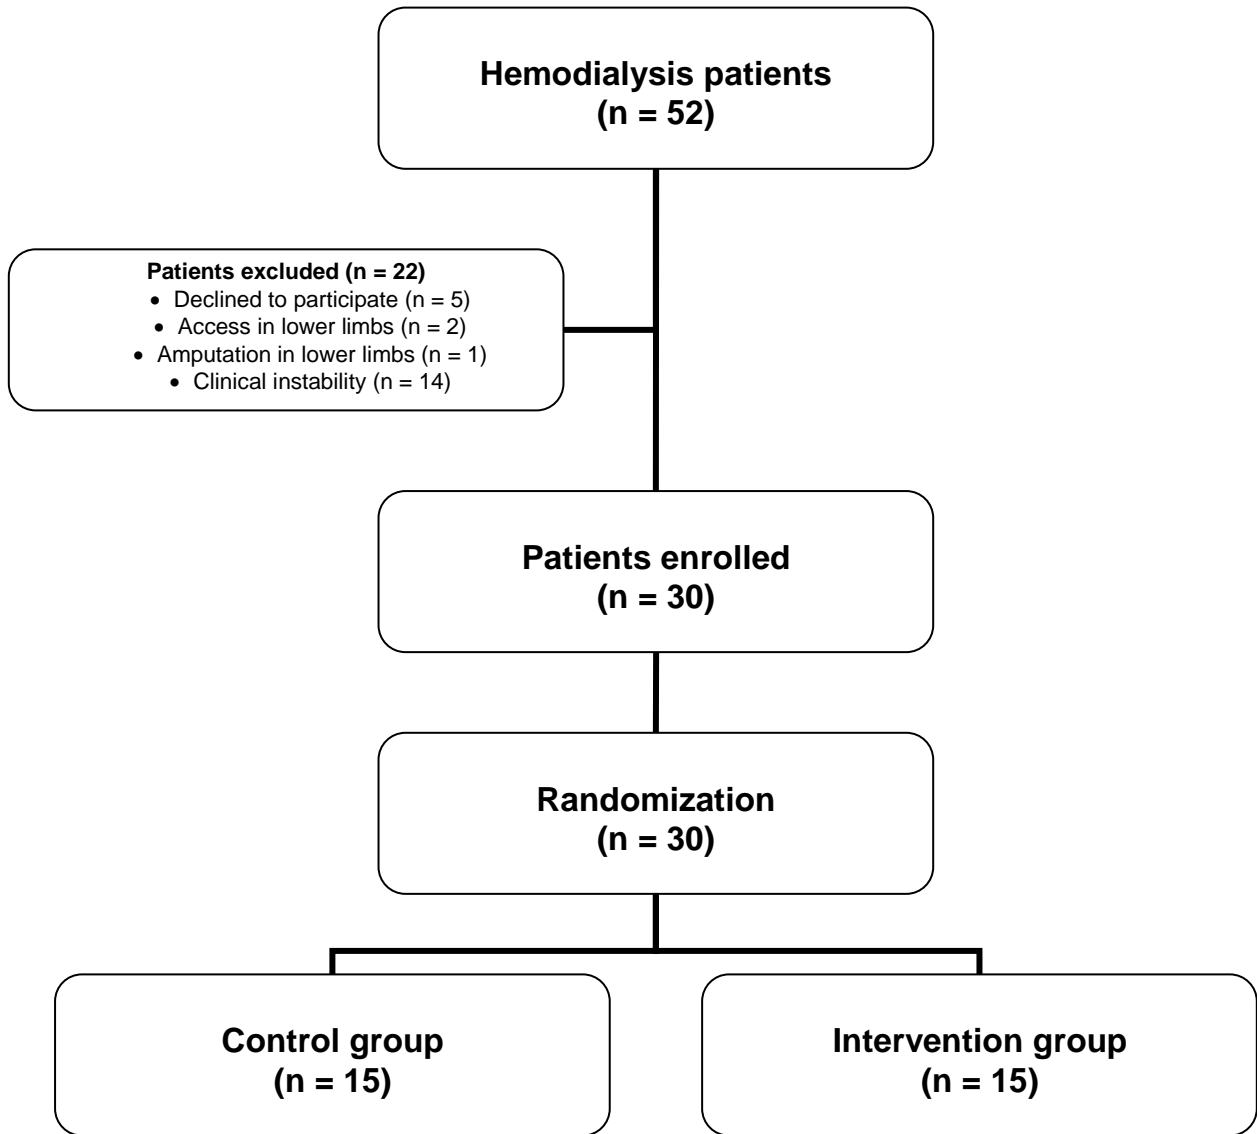 Hemodialysis patients
(n = 52)
Patients excluded (n = 22)
• Declined to participate (n = 5)
• Access in lower limbs (n = 2)
• Amputation in lower limbs (n = 1)
• Clinical instability (n = 14)
Patients enrolled
(n = 30)
Randomization
(n = 30)
Control group
(n = 15)
Intervention group
(n = 15)